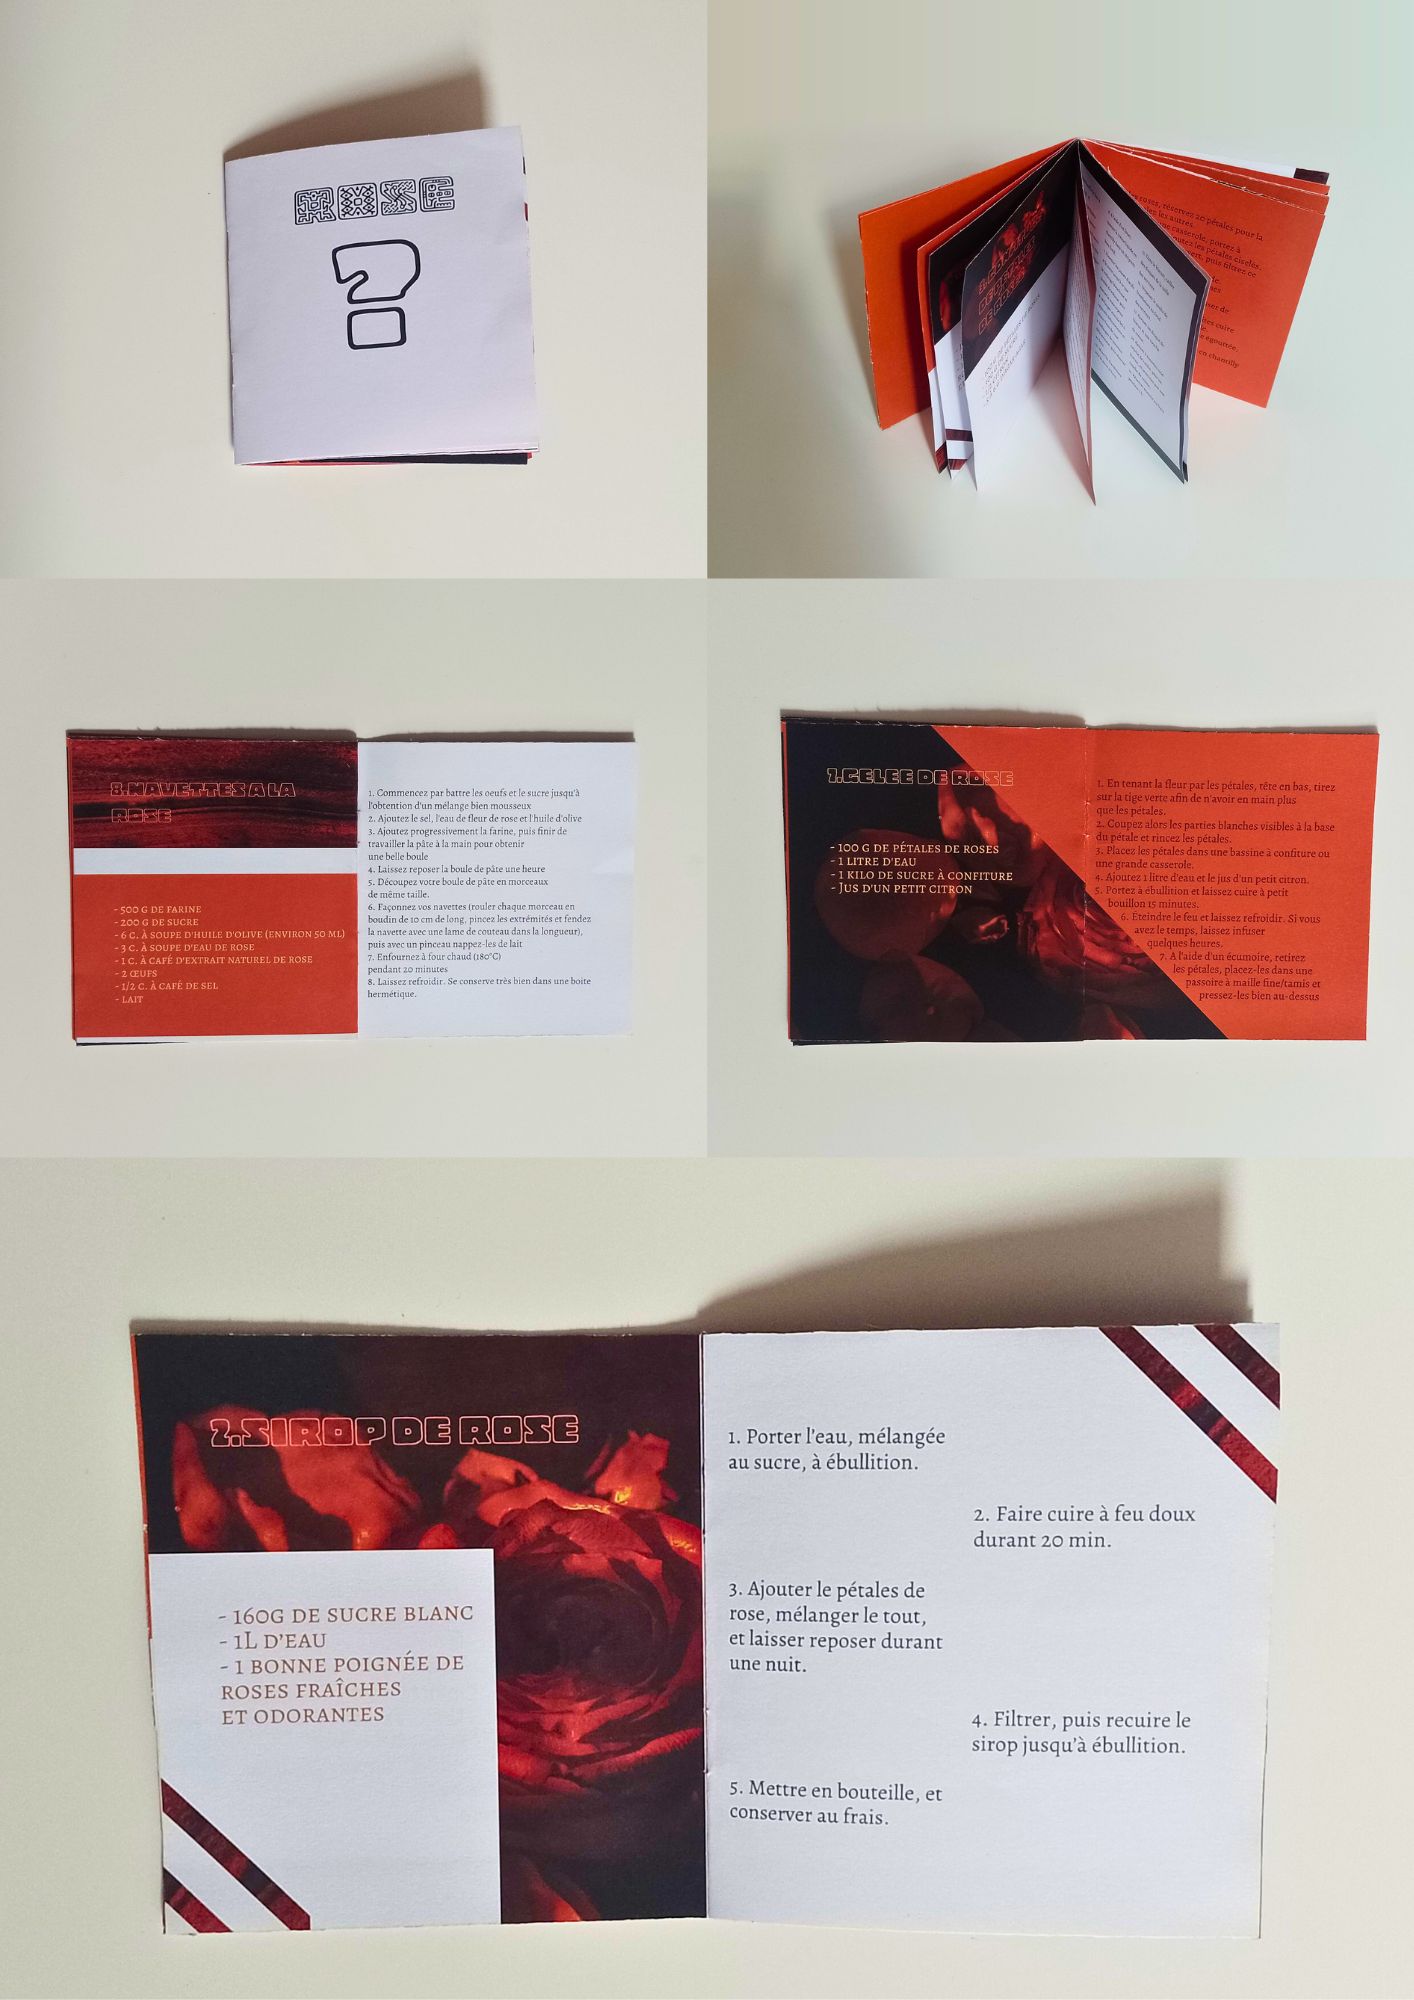 ROSE
?
les roses, réservez 20 pétales pour la
les autres.
une casserole, portez à
en chantilly
8.NAVETTES A LA
ROSE
- 500 G DE FARINE
- 200 G DE SUCRE
- 6 C. À SOUPE D'HUILE D'OLIVE (ENVIRON 50 ML)
- 3 C. À SOUPE D'EAU DE ROSE
- 1 C. À CAFÉ D'EXTRAIT NATUREL DE ROSE
- 2 ŒUFS
- 1/2 C. À CAFÉ DE SEL
- LAIT
1. Commencez par battre les oeufs et le sucre jusqu'à
l'obtention d'un mélange bien mousseux
2. Ajoutez le sel, l'eau de fleur de rose et l'huile d'olive
3. Ajoutez progressivement la farine, puis finir de
travailler la pâte à la main pour obtenir
une belle boule
4. Laissez reposer la boule de pâte une heure
5. Découpez votre boule de pâte en morceaux
de même taille.
6. Façonnez vos navettes (rouler chaque morceau en
boudin de 10 cm de long, pincez les extrémités et fendez
la navette avec une lame de couteau dans la longueur),
puis avec un pinceau nappez-les de lait
7. Enfournez à four chaud (180°C)
pendant 20 minutes
8. Laissez refroidir. Se conserve très bien dans une boite
hermétique.
7.GELEE DE ROSE
- 100 G DE PÉTALES DE ROSES
- 1 LITRE D'EAU
- 1 KILO DE SUCRE À CONFITURE
- JUS D'UN PETIT CITRON
1. En tenant la fleur par les pétales, tête en bas, tirez
sur la tige verte afin de n'avoir en main plus
que les pétales.
2. Coupez alors les parties blanches visibles à la base
du pétale et rincez les pétales.
3. Placez les pétales dans une bassine à confiture ou
une grande casserole.
4. Ajoutez 1 litre d'eau et le jus d'un petit citron.
5. Portez à ébullition et laissez cuire à petit
bouillon 15 minutes.
6. Éteindre le feu et laissez refroidir. Si vous
avez le temps, laissez infuser
quelques heures.
7. A l'aide d'un écumoire, retirez
les pétales, placez-les dans une
passoire à maille fine/tamis et
pressez-les bien au-dessus
2.SIROP DE ROSE
- 160G DE SUCRE BLANC
- 1L D'EAU
- 1 BONNE POIGNÉE DE
ROSES FRAÎCHES
ET ODORANTES
1. Porter l'eau, mélangée
au sucre, à ébullition.
2. Faire cuire à feu doux
durant 20 min.
3. Ajouter le pétales de
rose, mélanger le tout,
et laisser reposer durant
une nuit.
4. Filtrer, puis recuire le
sirop jusqu'à ébullition.
5. Mettre en bouteille, et
conserver au frais.